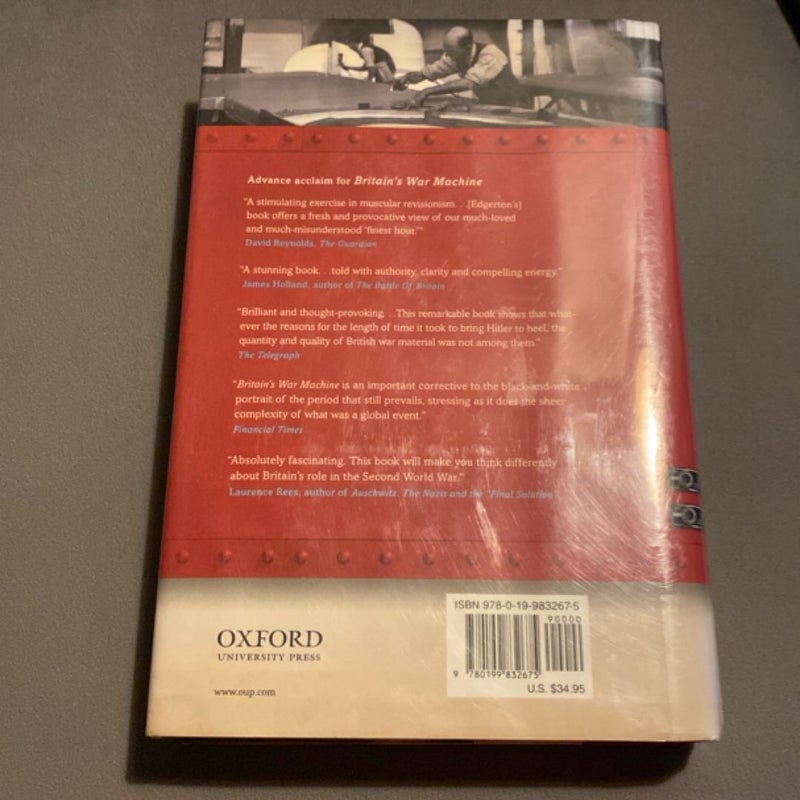 Advance acclaim for Britain's War Machine
"A stimulating exercise in muscular revisionism. . .[Edgerton's]
book offers a fresh and provocative view of our much-loved
and much-misunderstood 'finest hour.'"
David Reynolds, The Guardian
"A stunning book. . .told with authority, clarity and compelling energy."
James Holland, author of The Battle Of Britain
"Brilliant and thought-provoking. . .This remarkable book shows that what-
ever the reasons for the length of time it took to bring Hitler to heel, the
quantity and quality of British war material was not among them."
The Telegraph
"Britain's War Machine is an important corrective to the black-and-white
portrait of the period that still prevails, stressing as it does the sheer
complexity of what was a global event."
Financial Times
"Absolutely fascinating. This book will make you think differently
about Britain's role in the Second World War."
Laurence Rees, author of Auschwitz: The Nazis and the "Final Solution"
ISBN 978-0-19-983267-5
90000
9 780199 832675
U.S. $34.95
OXFORD
UNIVERSITY PRESS
www.oup.com